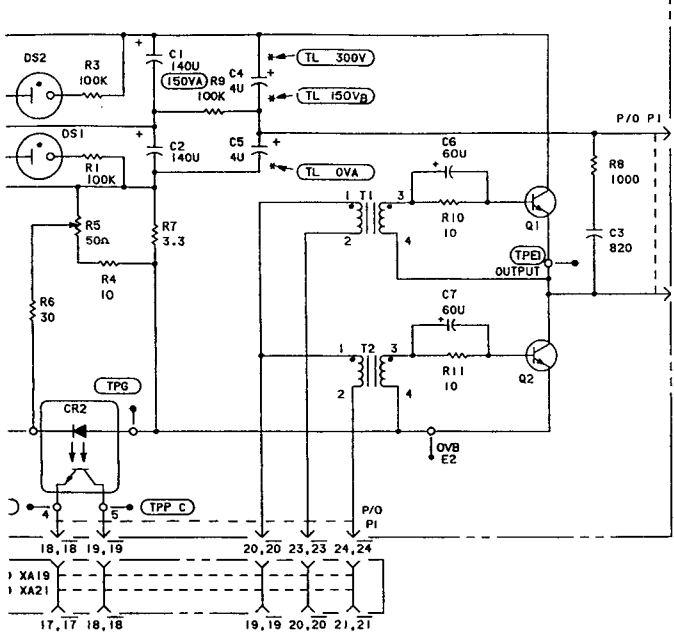 DS2
R3
100K
C1
140U
150VA
R9
100K
C4
4U
TL 300V
TL 150VB
P/O P1
DS1
R1
100K
C2
140U
C5
4U
TL 0VA
C6
60U
R8
1000
R5
50Ω
R7
3.3
1 T1 3
R10
10
Q1
C3
820
2 4
TPE1
OUTPUT
R4
10
R6
30
C7
60U
1 T2 3
R11
10
Q2
TPG
2 4
CR2
0VB
E2
4 5
TPP C
P/O
P1
18,18 19,19 20,20 23,23 24,24
XA19
XA21
17,17 18,18 19,19 20,20 21,21